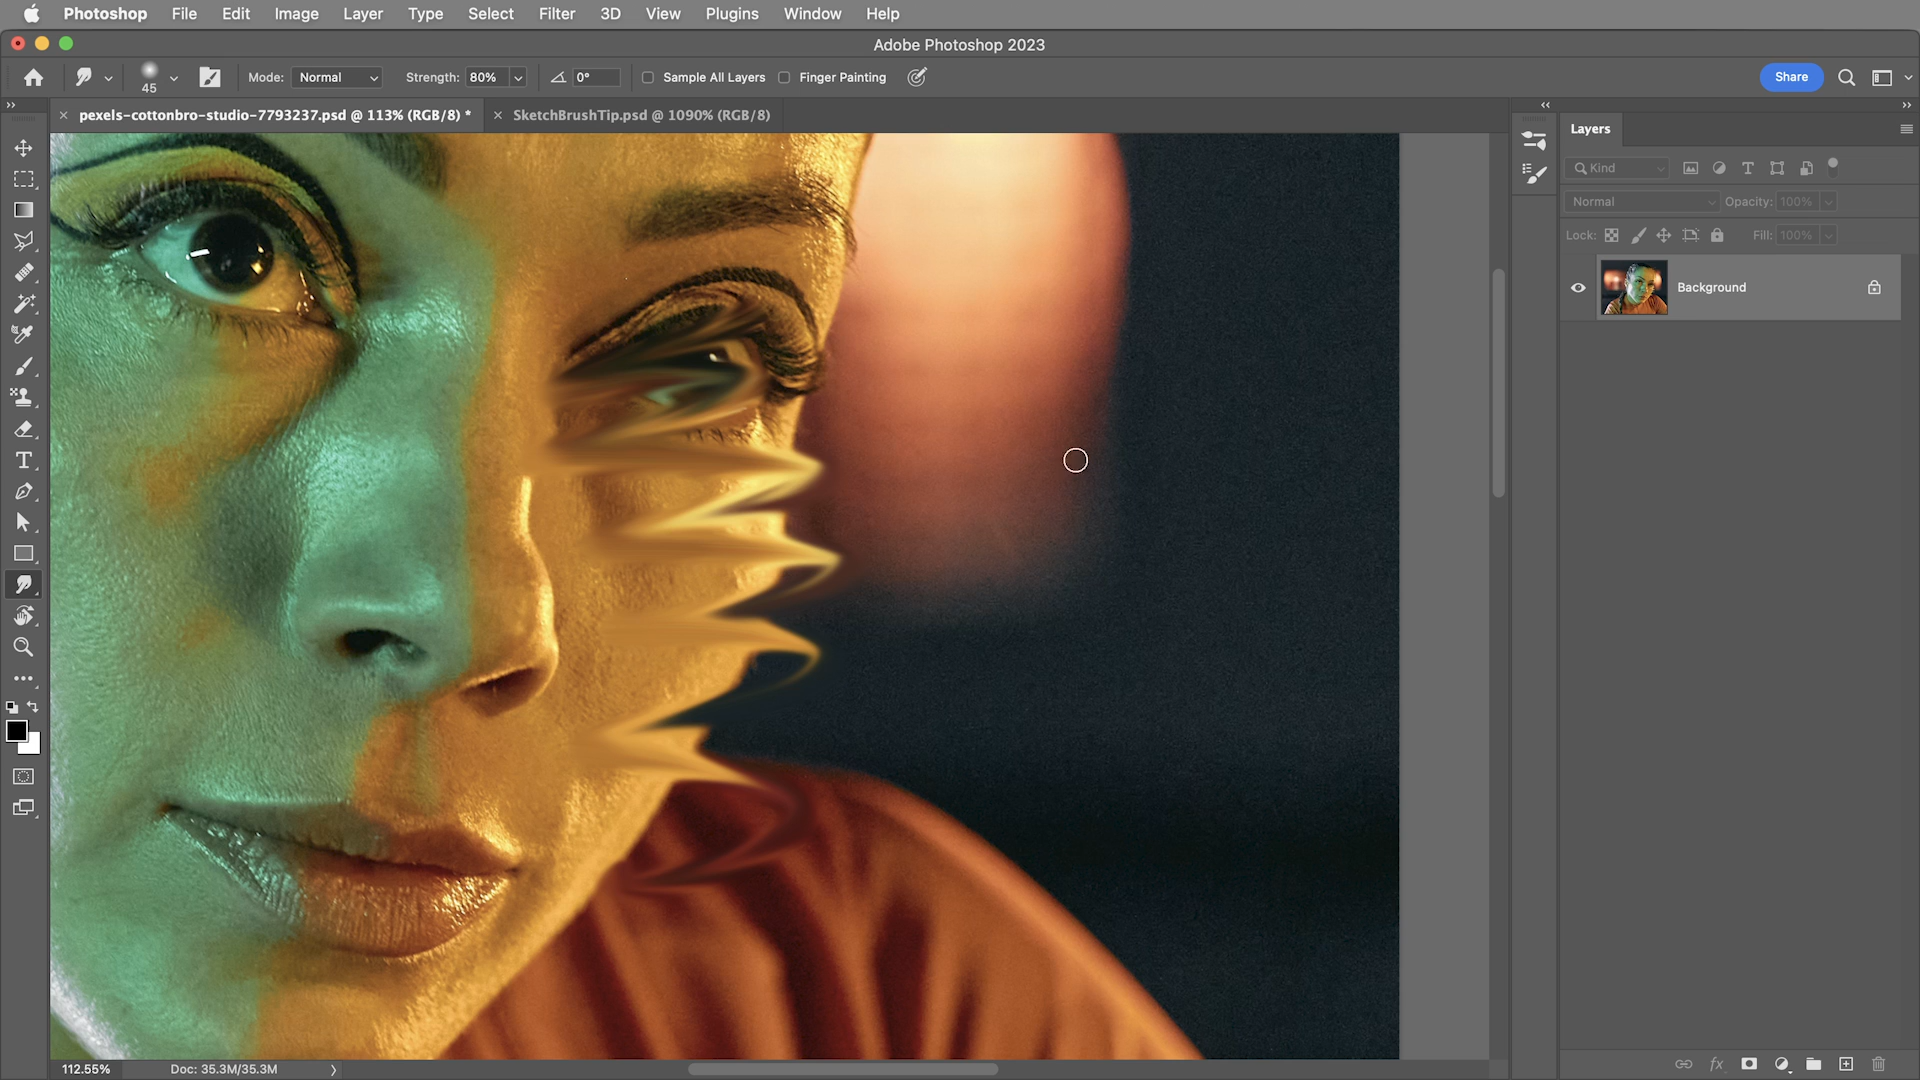 Photoshop File Edit Image Layer Type Select Filter 3D View Plugins Window Help
Adobe Photoshop 2023
45 Mode: Normal Strength: 80% 0° Sample All Layers Finger Painting Share
pexels-cottonbro-studio-7793237.psd @ 113% (RGB/8) * SketchBrushTip.psd @ 1090% (RGB/8)
Layers
Kind
Normal Opacity: 100%
Lock: Fill: 100%
Background
112.55% Doc: 35.3M/35.3M